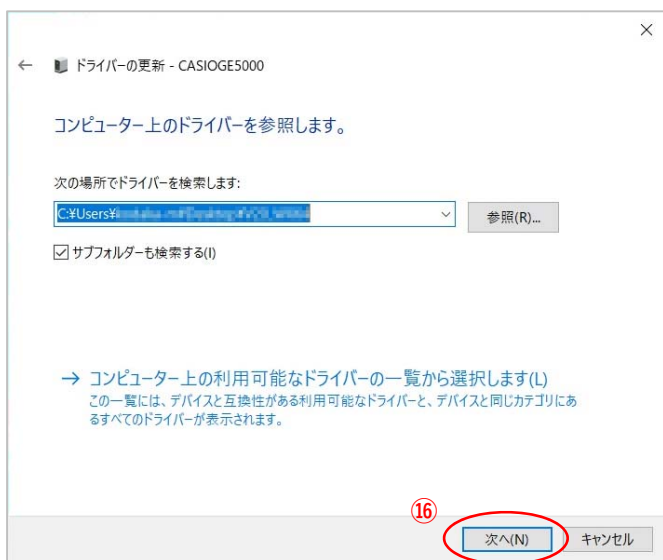 ドライバーの更新 - CASIOGE5000
コンピューター上のドライバーを参照します。
次の場所でドライバーを検索します:
C:¥Users¥
参照(R)...
サブフォルダーも検索する(I)
→ コンピューター上の利用可能なドライバーの一覧から選択します(L)
この一覧には、デバイスと互換性がある利用可能なドライバーと、デバイスと同じカテゴリにあ
るすべてのドライバーが表示されます。
⑯
次へ(N)
キャンセル